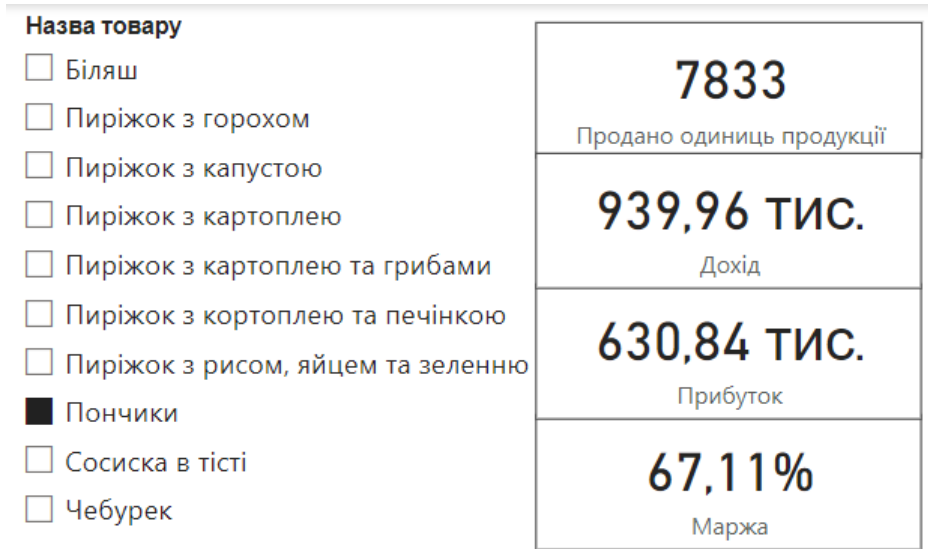 Назва товару
Біляш
Пиріжок з горохом
Пиріжок з капустою
Пиріжок з картоплею
Пиріжок з картоплею та грибами
Пиріжок з кортоплею та печінкою
Пиріжок з рисом, яйцем та зеленню
Пончики
Сосиска в тісті
Чебурек
7833
Продано одиниць продукції
939,96 тис.
Дохід
630,84 тис.
Прибуток
67,11%
Маржа